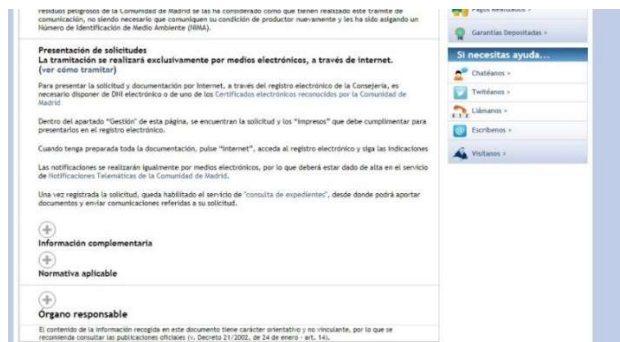 residuos peligrosos de la Comunidad de Madrid se las ha considerado como que tienen realizado este trámite de
comunicación, no siendo necesario que comuniquen su condición de productor nuevamente y les ha sido asignado un
Número de Identificación de Medio Ambiente (NIMA).
Presentación de solicitudes
La tramitación se realizará exclusivamente por medios electrónicos, a través de internet.
(ver cómo tramitar)
Para presentar la solicitud y documentación por Internet, a través del registro electrónico de la Consejería, es
necesario disponer de DNI electrónico o de uno de los Certificados electrónicos reconocidos por la Comunidad de
Madrid
Dentro del apartado "Gestión" de esta página, se encuentran la solicitud y los "impresos" que debe cumplimentar para
presentarlos en el registro electrónico.
Cuando tenga preparada toda la documentación, pulse "Internet", acceda al registro electrónico y siga las indicaciones
Las notificaciones se realizarán igualmente por medios electrónicos, por lo que deberá estar dado de alta en el servicio
de Notificaciones Telemáticas de la Comunidad de Madrid.
Una vez registrada la solicitud, queda habilitado el servicio de "consulta de expedientes", desde donde podrá aportar
documentos y enviar comunicaciones referidas a su solicitud.
Información complementaria
Normativa aplicable
Órgano responsable
El contenido de la información recogida en este documento tiene carácter orientativo y no vinculante, por lo que se
recomienda consultar las publicaciones oficiales (v. Decreto 21/2002, de 24 de enero - art. 14).
Pagos Realizados >
Garantías Depositadas >
Si necesitas ayuda...
Chatéanos >
Twitéanos >
Llámanos >
Escríbenos >
Visítanos >